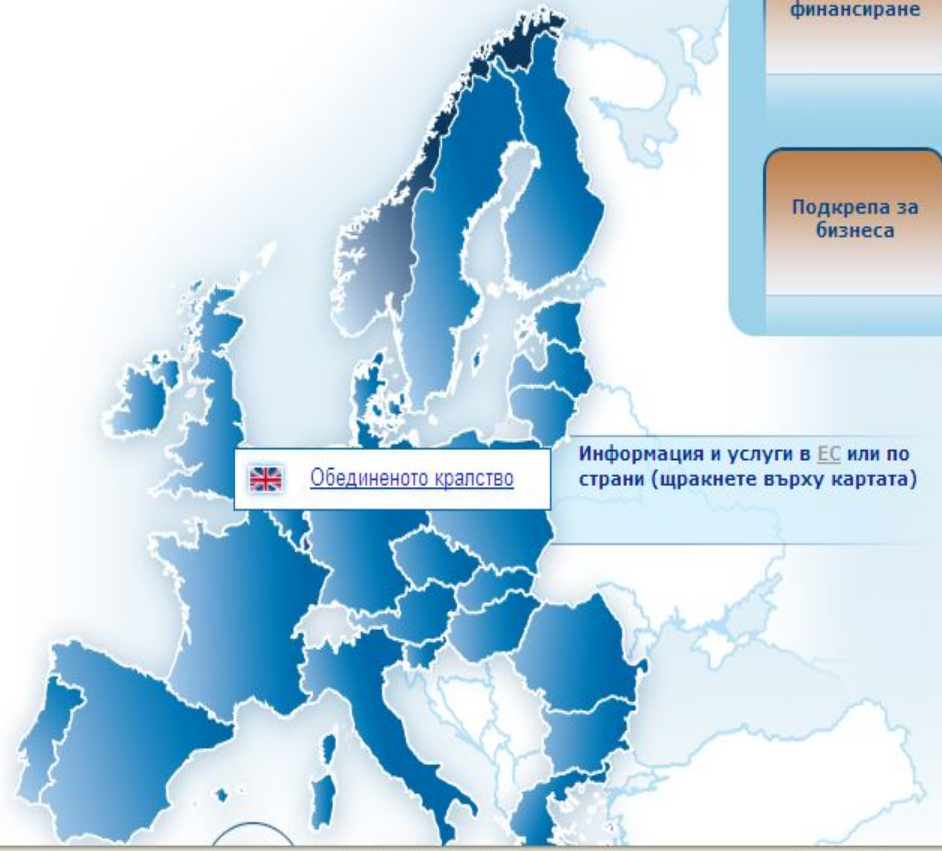 финансиране
Подкрепа за
бизнеса
Обединеното кралство
Информация и услуги в ЕС или по
страни (щракнете върху картата)